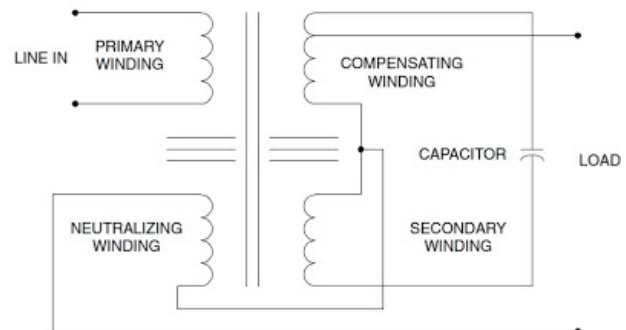 LINE IN
PRIMARY
WINDING
COMPENSATING
WINDING
CAPACITOR
LOAD
NEUTRALIZING
WINDING
SECONDARY
WINDING